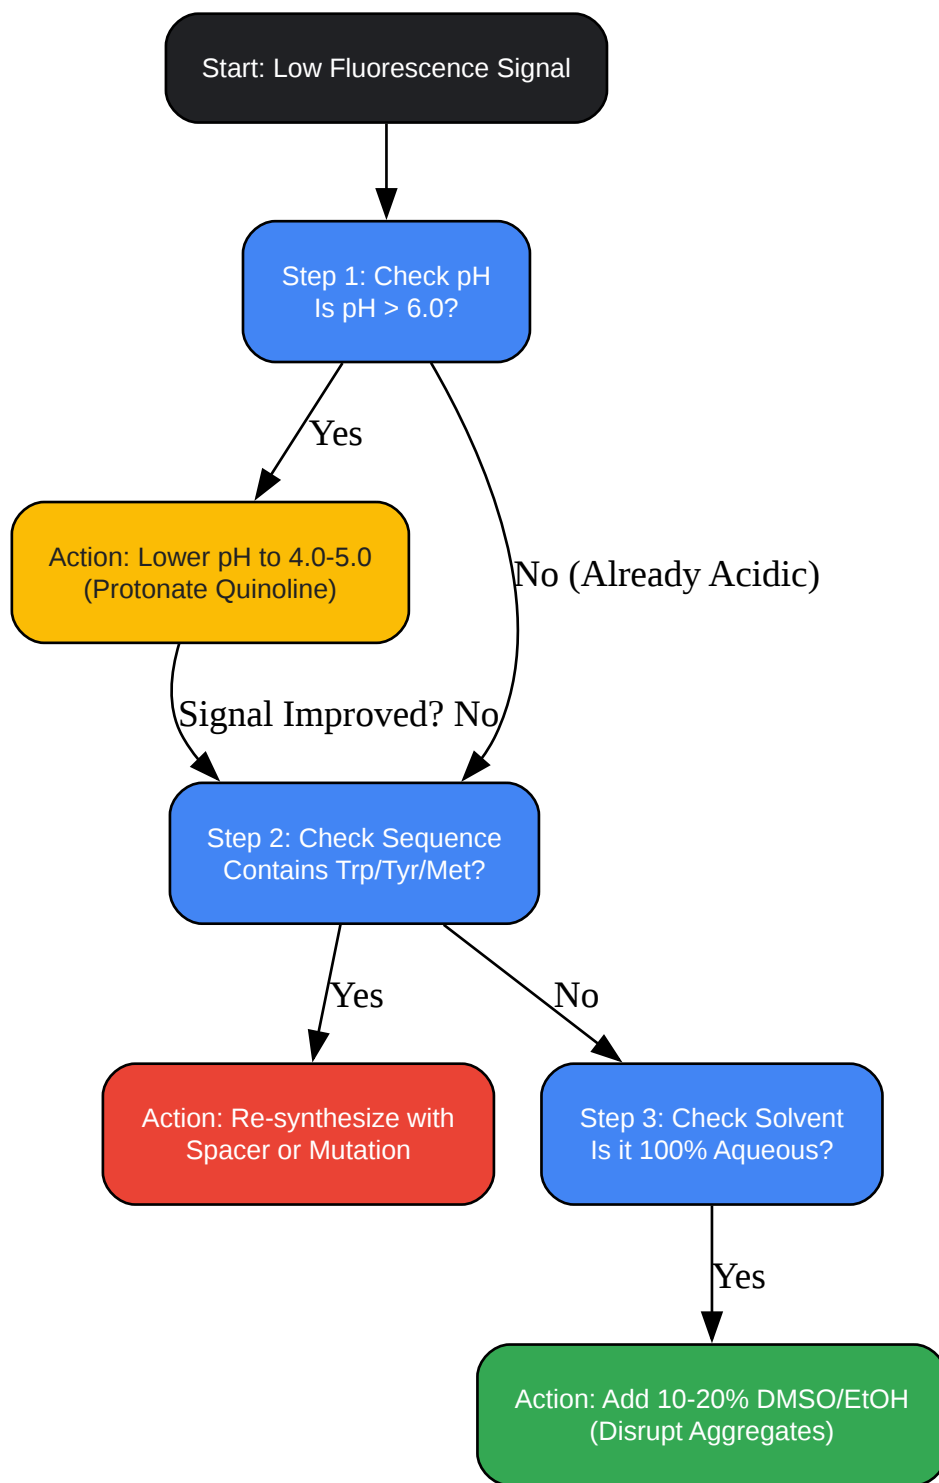 Start: Low Fluorescence Signal
Step 1: Check pH
Is pH > 6.0?
Yes
Action: Lower pH to 4.0-5.0
(Protonate Quinoline)
No (Already Acidic)
Signal Improved? No
Step 2: Check Sequence
Contains Trp/Tyr/Met?
Yes
No
Action: Re-synthesize with
Spacer or Mutation
Step 3: Check Solvent
Is it 100% Aqueous?
Yes
Action: Add 10-20% DMSO/EtOH
(Disrupt Aggregates)